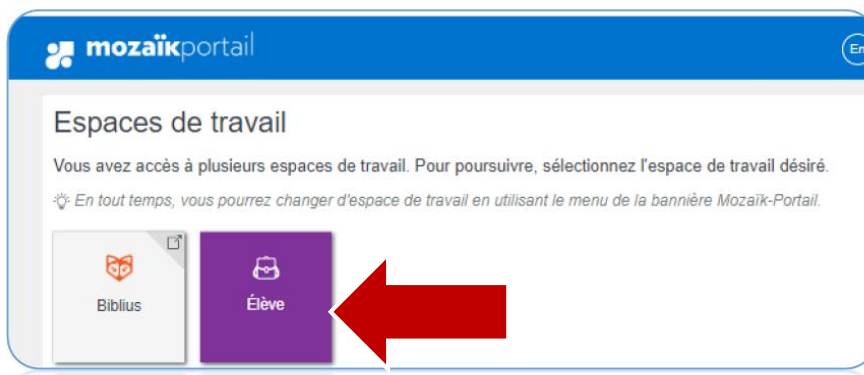 mozaïkportail
En
Espaces de travail
Vous avez accès à plusieurs espaces de travail. Pour poursuivre, sélectionnez l'espace de travail désiré.
En tout temps, vous pourrez changer d'espace de travail en utilisant le menu de la bannière Mozaïk-Portail.
Biblius
Élève